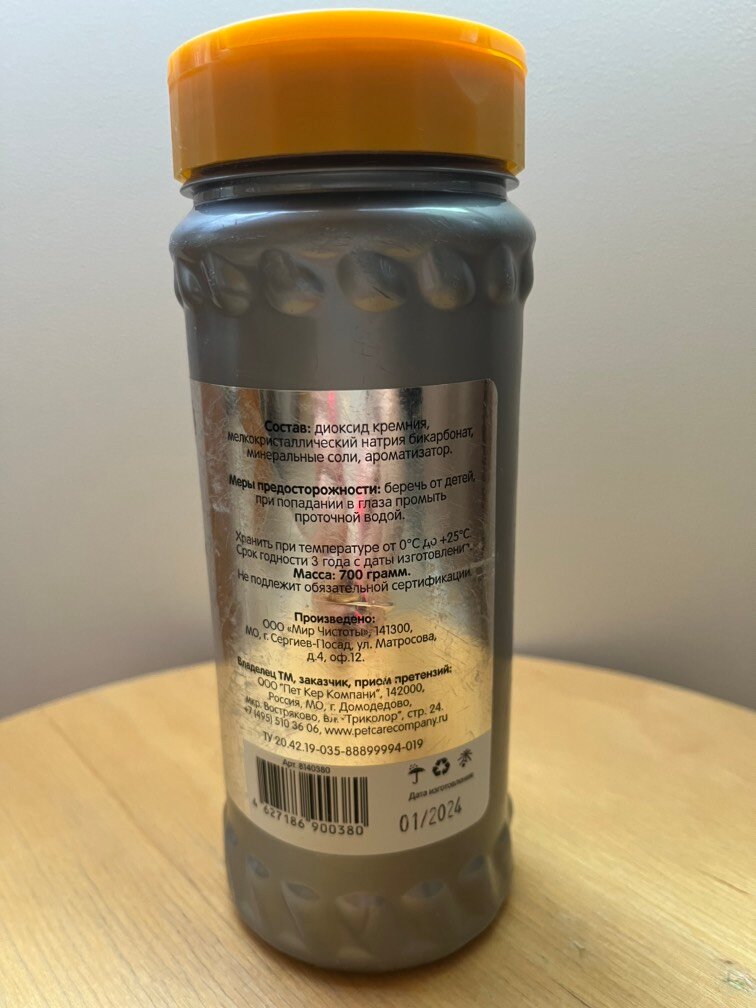 Состав: диоксид кремния,
мелкокристаллический натрия бикарбонат,
минеральные соли, ароматизатор.
Меры предосторожности: беречь от детей,
при попадании в глаза промыть
проточной водой.
Хранить при температуре от 0°С до +25°С.
Срок годности 3 года с даты изготовления.
Масса: 700 грамм.
Не подлежит обязательной сертификации.
Произведено:
ООО «Мир Чистоты», 141300,
МО, г. Сергиев-Посад, ул. Матросова,
д.4, оф.12.
Владелец ТМ, заказчик, прием претензий:
ООО "Пет Кер Компани", 142000,
Россия, МО, г. Домодедово,
мкр. Востряково, вл. "Триколор", стр. 24.
+7 (495) 510 36 06, www.petcarecompany.ru
ТУ 20.42.19-035-88899994-019
Арт. 8140380
4 627186 900380
Дата изготовления
01/2024